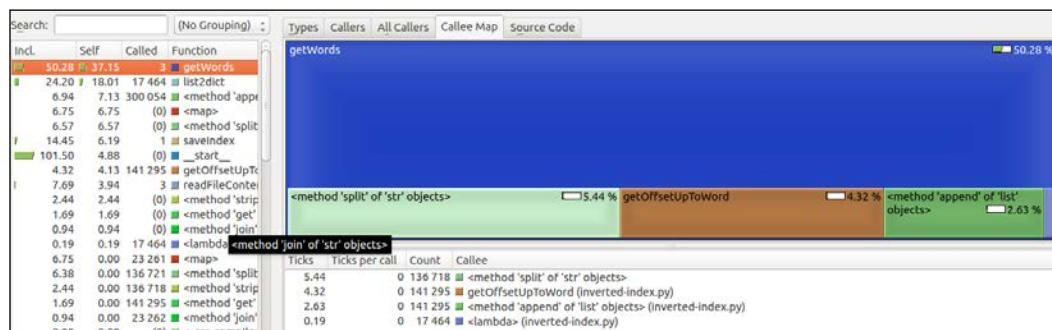 Search:
(No Grouping)
Types Callers All Callers Callee Map Source Code
Incl. Self Called Function
50.28 37.15 3 getWords
24.20 18.01 17 464 list2dict
6.94 7.13 300 054 <method 'appe
6.75 6.75 (0) <map>
6.57 6.57 (0) <method 'split
14.45 6.19 1 saveIndex
101.50 4.88 (0) __start__
4.32 4.13 141 295 getOffsetUpTo
7.69 3.94 3 readFileConte
2.44 2.44 (0) <method 'strip
1.69 1.69 (0) <method 'get'
0.94 0.94 (0) <method 'join'
0.19 0.19 17 464 <lambda>
6.75 0.00 23 261 <map>
6.38 0.00 136 721 <method 'split
2.44 0.00 136 718 <method 'strip
1.69 0.00 141 295 <method 'get'
0.94 0.00 23 262 <method 'join'
<method 'join' of 'str' objects>
getWords 50.28 %
<method 'split' of 'str' objects> 5.44 %
getOffsetUpToWord 4.32 %
<method 'append' of 'list' objects> 2.63 %
Ticks Ticks per call Count Callee
5.44 0 136 718 <method 'split' of 'str' objects>
4.32 0 141 295 getOffsetUpToWord (inverted-index.py)
2.63 0 141 295 <method 'append' of 'list' objects> (inverted-index.py)
0.19 0 17 464 <lambda> (inverted-index.py)